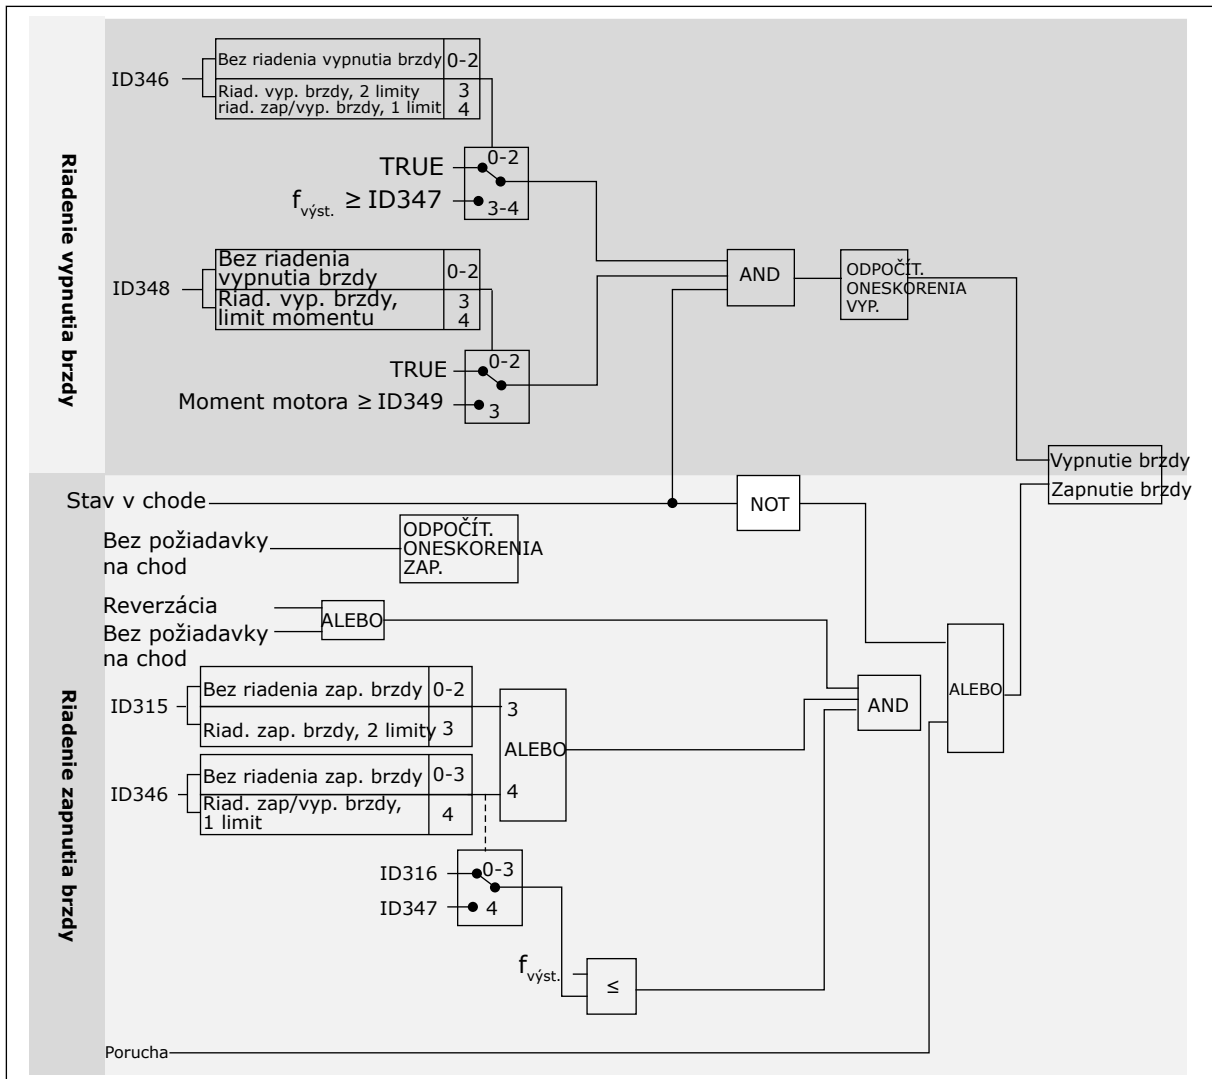 Riadenie vypnutia brzdy
ID346
Bez riadenia vypnutia brzdy
0-2
Riad. vyp. brzdy, 2 limity
riad. zap/vyp. brzdy, 1 limit
3
4
TRUE
0-2
fvýst. ≥ ID347
3-4
ID348
Bez riadenia
vypnutia brzdy
0-2
Riad. vyp. brzdy,
limit momentu
3
4
TRUE
0-2
Moment motora ≥ ID349
3
AND
ODPOČÍT.
ONESKORENIA
VYP.
Vypnutie brzdy
Zapnutie brzdy
Riadenie zapnutia brzdy
Stav v chode
NOT
Bez požiadavky
na chod
ODPOČÍT.
ONESKORENIA
ZAP.
Reverzácia
Bez požiadavky
na chod
ALEBO
ID315
Bez riadenia zap. brzdy
0-2
Riad. zap. brzdy, 2 limity
3
3
ALEBO
4
AND
ALEBO
ID346
Bez riadenia zap. brzdy
0-3
Riad. zap/vyp. brzdy,
1 limit
4
ID316
0-3
ID347
4
fvýst.
≤
Porucha